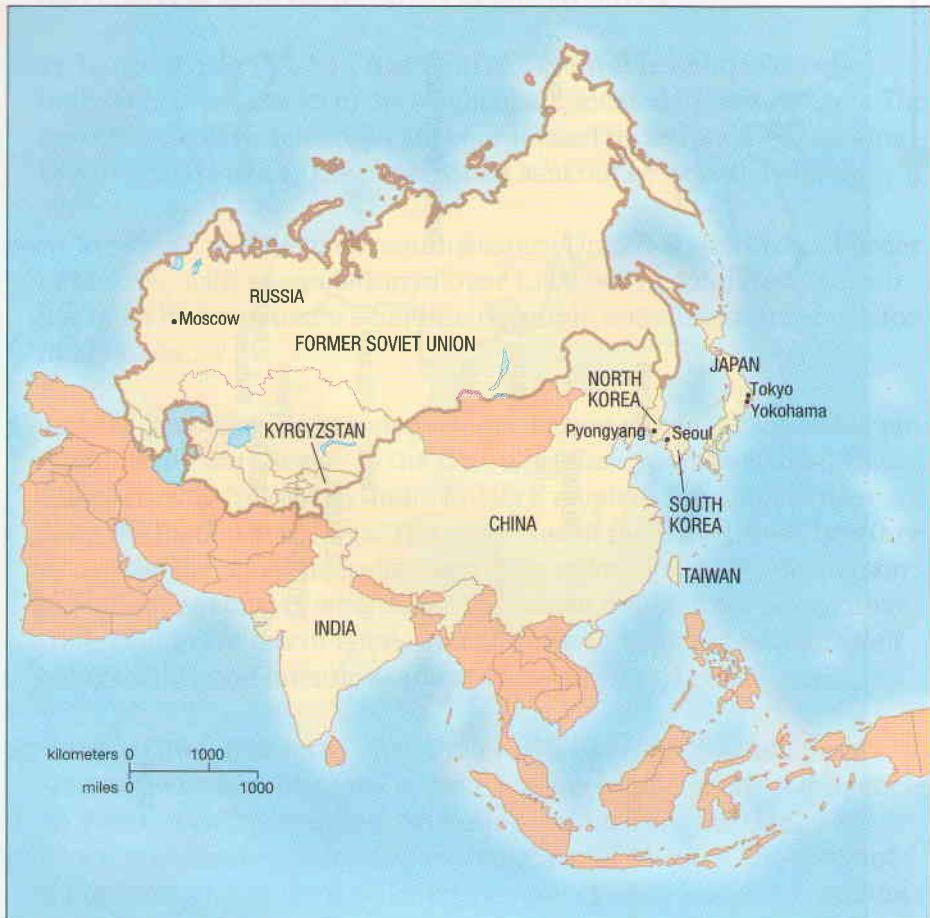 RUSSIA
Moscow
FORMER SOVIET UNION
JAPAN
NORTH
KOREA
Tokyo
Yokohama
KYRGYZSTAN
Pyongyang
Seoul
SOUTH
KOREA
CHINA
TAIWAN
INDIA
kilometers 0 1000
miles 0 1000